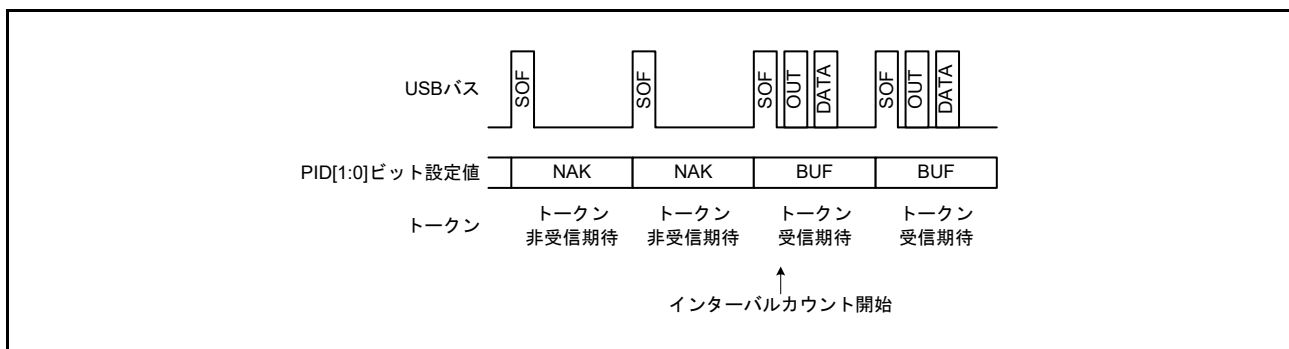 USBバス
SOF
SOF
SOF
OUT
DATA
SOF
OUT
DATA
PID[1:0]ビット設定値
NAK
NAK
BUF
BUF
トークン
トークン
非受信期待
トークン
非受信期待
トークン
受信期待
トークン
受信期待
インターバルカウント開始